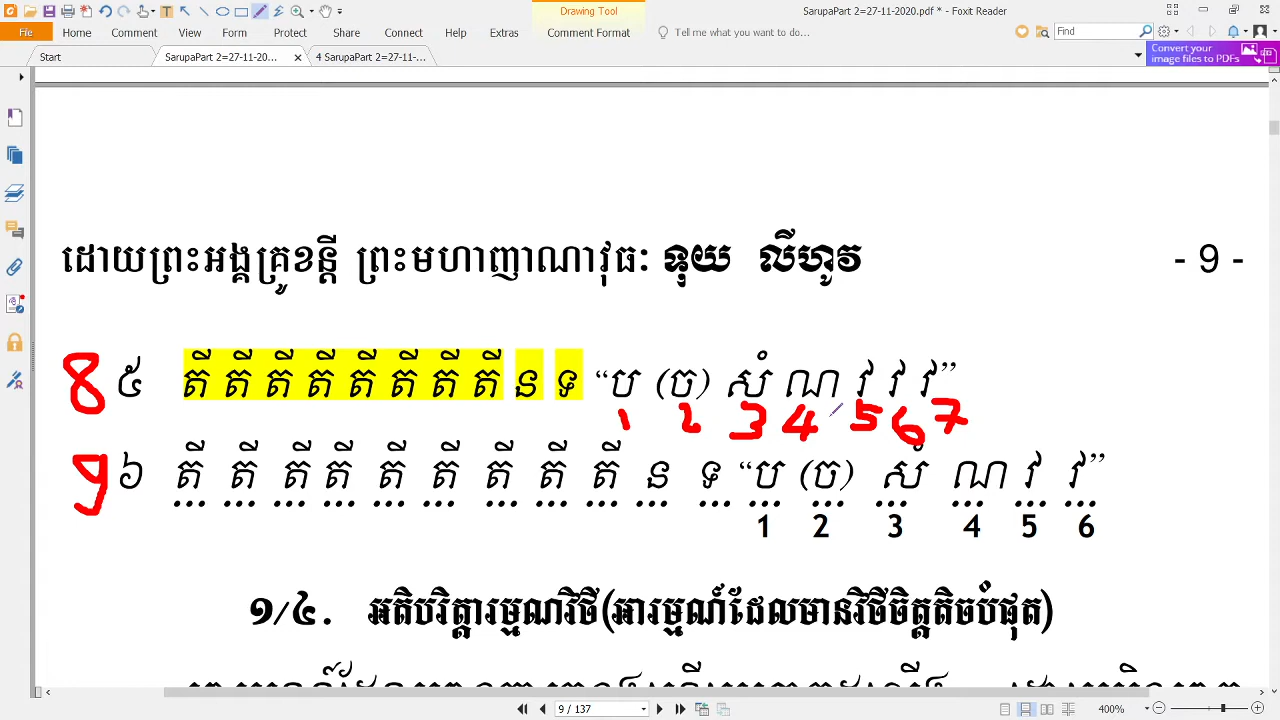 SarupaPart 2=27-11-2020.pdf * - Foxit Reader
Drawing Tool
File Home Comment View Form Protect Share Connect Help Extras Comment Format Tell me what you want to do... Find
Start SarupaPart 2=27-11-20... 4 SarupaPart 2=27-11-... Convert your image files to PDFs
ដោយព្រះអង្គគ្រូខន្តី ព្រះមហាញាណាវុធៈ ទុយ លីហូវ - 9 -
8 ៥ តី តី តី តី តី តី តី តី ន ទ “ប (ច) សំ ណ វ វ វ”
1 2 3 4 5 6 7
9 ៦ តី តី តី តី តី តី តី តី តី ន ទ “ប (ច) សំ ណ វ វ”
... ... ... ... ... ... ... ... ... ... ... ... ... ... ... ... ...
1 2 3 4 5 6
១/៤. អតិបរិត្តារម្មណវិថី(អារម្មណ៍ដែលមានវិថីចិត្តតិចបំផុត)
9 / 137 400%